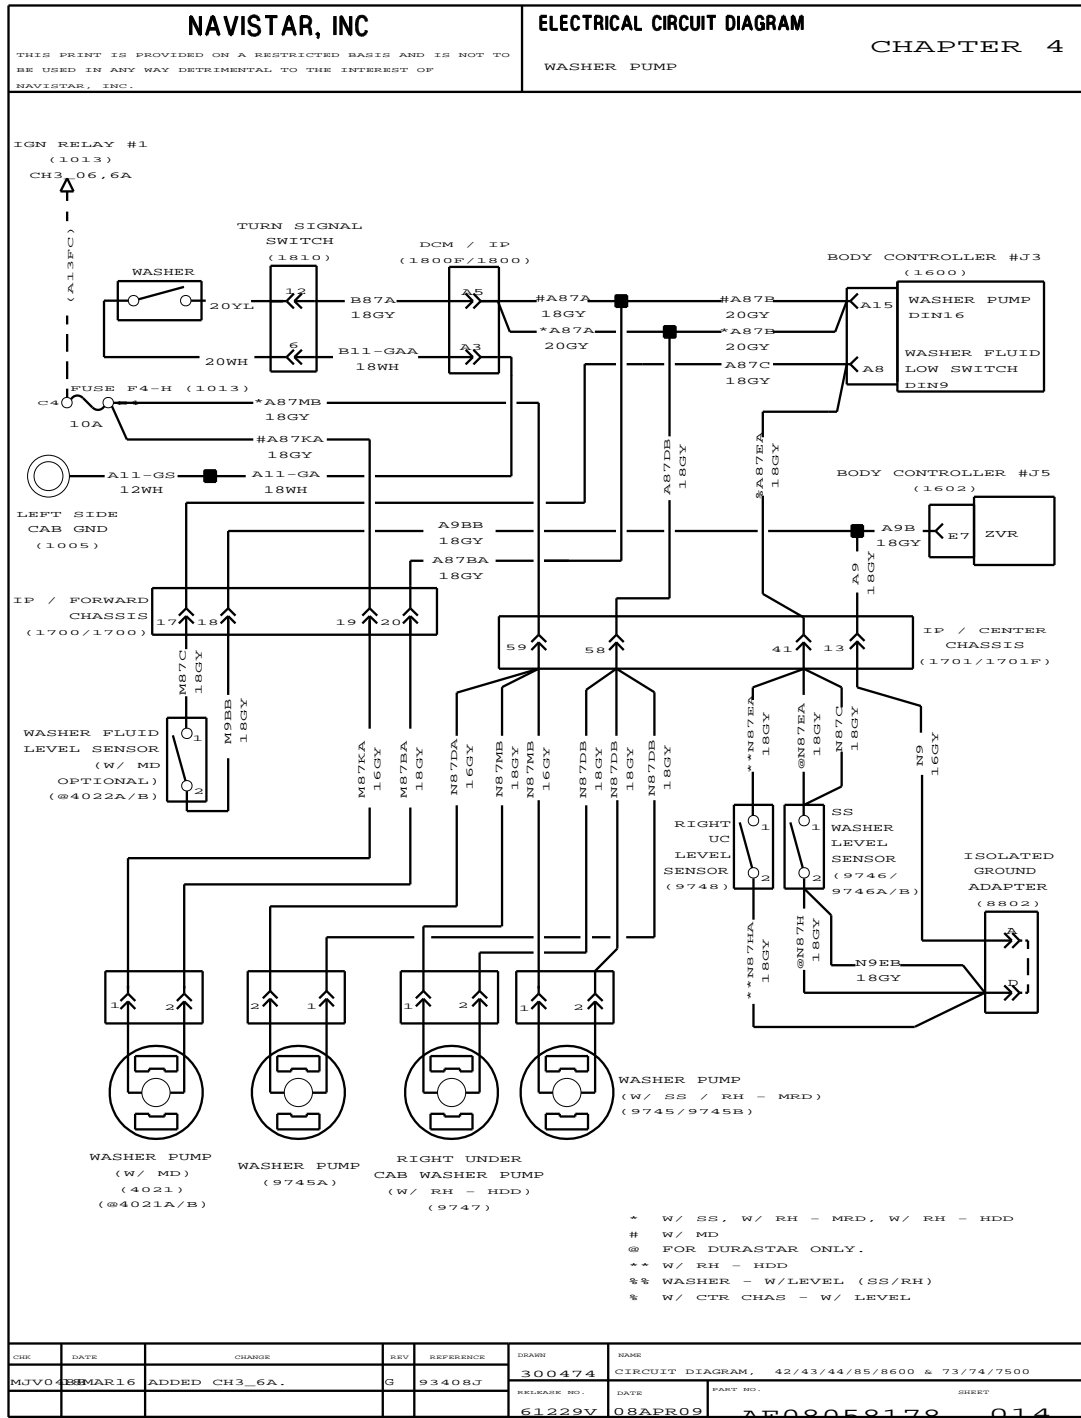 NAVISTAR, INC
THIS PRINT IS PROVIDED ON A RESTRICTED BASIS AND IS NOT TO
BE USED IN ANY WAY DETRIMENTAL TO THE INTEREST OF
NAVISTAR, INC.
ELECTRICAL CIRCUIT DIAGRAM
WASHER PUMP
CHAPTER 4
IGN RELAY #1
(1013)
CH3_06,6A
(A13FC)
TURN SIGNAL
SWITCH
(1810)
DCM / IP
(1800F/1800)
WASHER
20YL
12
B87A
18GY
A5
#A87A
18GY
*A87A
20GY
#A87B
20GY
*A87B
20GY
A87C
18GY
BODY CONTROLLER #J3
(1600)
A15
WASHER PUMP
DIN16
WASHER FLUID
LOW SWITCH
DIN9
A8
20WH
6
B11-GAA
18WH
A3
FUSE F4-H (1013)
C4
10A
*A87MB
18GY
#A87KA
18GY
A11-GS
12WH
A11-GA
18WH
LEFT SIDE
CAB GND
(1005)
A87DB
18GY
%A87EA
18GY
BODY CONTROLLER #J5
(1602)
A9BB
18GY
A9B
18GY
E7
ZVR
A87BA
18GY
A9
18GY
IP / FORWARD
CHASSIS
(1700/1700)
17
18
19
20
59
58
41
13
IP / CENTER
CHASSIS
(1701/1701F)
M87C
18GY
M9BB
18GY
WASHER FLUID
LEVEL SENSOR
(W/ MD
OPTIONAL)
(@4022A/B)
1
2
M87KA
16GY
M87BA
18GY
N87DA
16GY
N87MB
18GY
N87MB
16GY
N87DB
18GY
N87DB
18GY
N87DB
18GY
**N87EA
18GY
@N87EA
18GY
N87C
18GY
N9
16GY
RIGHT
UC
LEVEL
SENSOR
(9748)
1
2
1
2
SS
WASHER
LEVEL
SENSOR
(9746/
9746A/B)
ISOLATED
GROUND
ADAPTER
(8802)
A
D
**N87HA
18GY
@N87H
18GY
N9EB
18GY
1
2
2
1
1
2
1
2
WASHER PUMP
(W/ MD)
(4021)
(@4021A/B)
WASHER PUMP
(9745A)
RIGHT UNDER
CAB WASHER PUMP
(W/ RH - HDD)
(9747)
WASHER PUMP
(W/ SS / RH - MRD)
(9745/9745B)
* W/ SS, W/ RH - MRD, W/ RH - HDD
# W/ MD
@ FOR DURASTAR ONLY.
** W/ RH - HDD
%% WASHER - W/LEVEL (SS/RH)
% W/ CTR CHAS - W/ LEVEL
CHK DATE CHANGE REV REFERENCE
ADDED CH3_6A. G 93408J
DRAWN
300474
NAME
CIRCUIT DIAGRAM, 42/43/44/85/8600 & 73/74/7500
RELEASE NO.
61229V
DATE
08APR09
PART NO.
AF08058178
SHEET
014